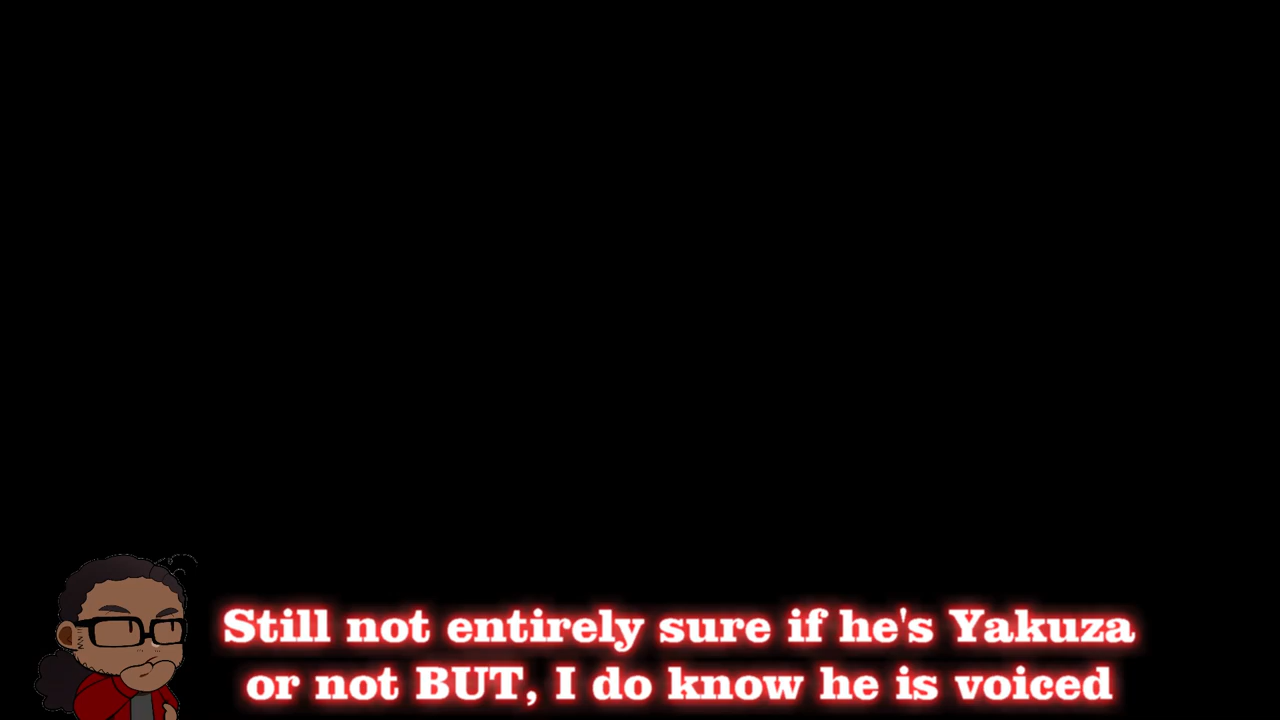 Still not entirely sure if he's Yakuza
or not BUT, I do know he is voiced